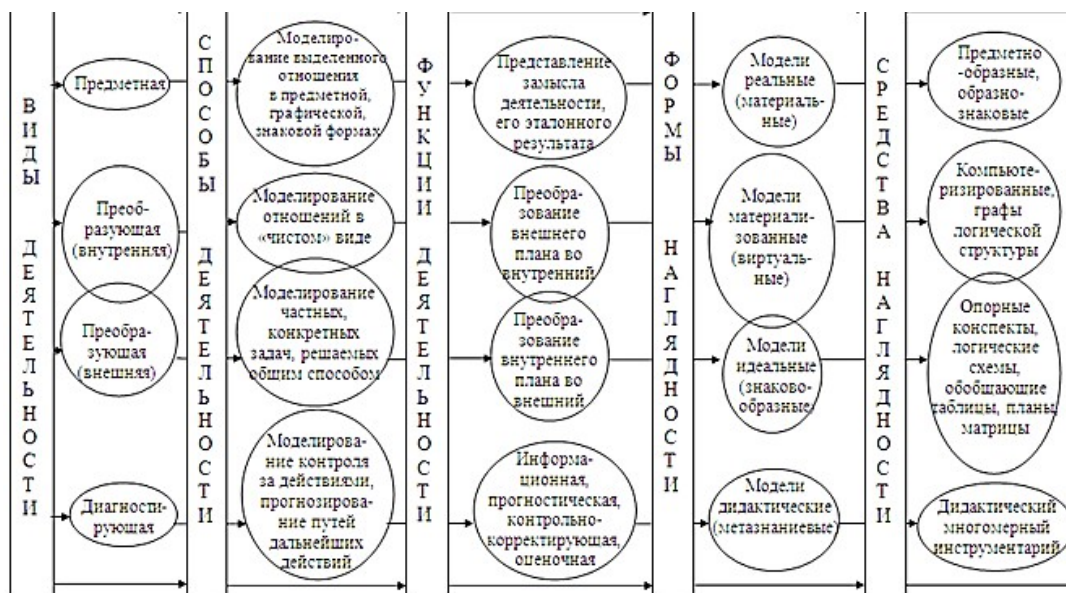 ВИДЫ ДЕЯТЕЛЬНОСТИ
Предметная
Преоб-
разующая
(внутренняя)
Преобра-
зующая
(внешняя)
Диагности-
рующая
СПОСОБЫ ДЕЯТЕЛЬНОСТИ
Моделиро-
вание выделенного
отношения
в предметной,
графической,
знаковой формах
Моделирование
отношений в
«чистом» виде
Моделирование
частных,
конкретных
задач, решаемых
общим способом
Моделирова-
ние контроля
за действиями,
прогнозирова-
ние путей
дальнейших
действий
ФУНКЦИИ ДЕЯТЕЛЬНОСТИ
Представление
замысла
деятельности,
его эталонного
результата
Преобра-
зование
внешнего
плана во
внутренний
Преобра-
зование
внутреннего
плана во
внешний
Информа-
ционная,
прогностическая,
контрольно-
корректирующая,
оценочная
ФОРМЫ НАГЛЯДНОСТИ
Модели
реальные
(материаль-
ные)
Модели
материали-
зованные
(виртуаль-
ные)
Модели
идеальные
(знаково-
образные)
Модели
дидактические
(метазнаниевые)
СРЕДСТВА НАГЛЯДНОСТИ
Предметно
-образные,
образно-
знаковые
Компьюте-
ризированные,
графы
логической
структуры
Опорные
конспекты,
логические
схемы,
обобщающие
таблицы, планы,
матрицы
Дидактический
многомерный
инструментарий